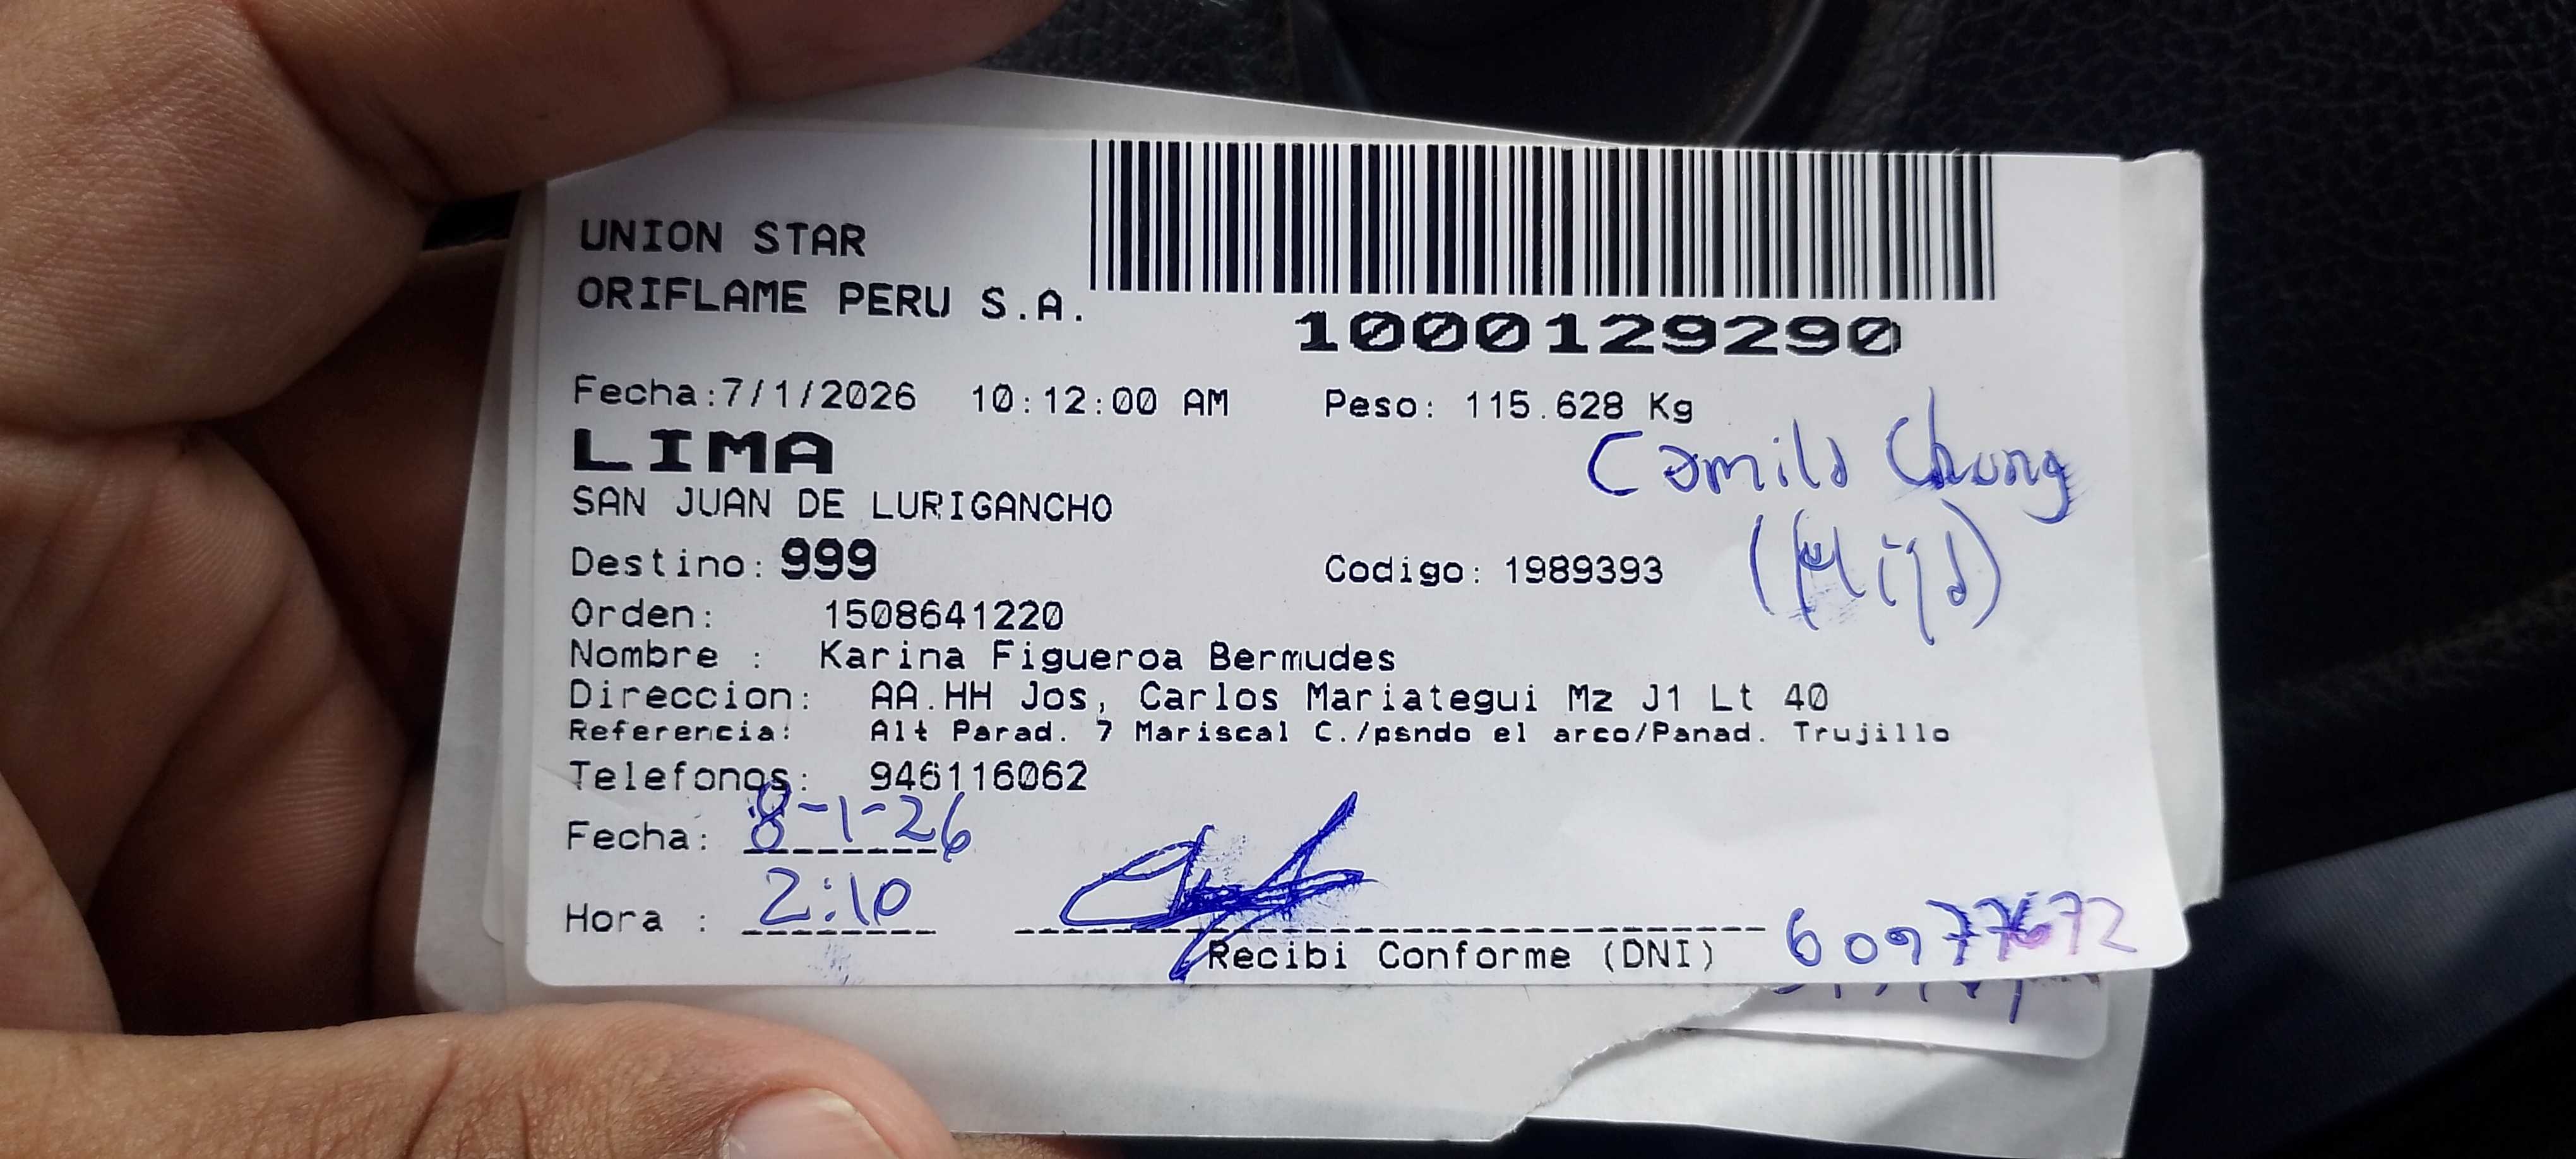 UNION STAR
ORIFLAME PERU S.A.
1000129290
Fecha:7/1/2026 10:12:00 AM Peso: 115.628 Kg
LIMA
Camilo Chung
SAN JUAN DE LURIGANCHO
(Hijo)
Destino: 999 Codigo: 1989393
Orden: 1508641220
Nombre : Karina Figueroa Bermudes
Direccion: AA.HH Jos, Carlos Mariategui Mz J1 Lt 40
Referencia: Alt Parad. 7 Mariscal C./psndo el arco/Panad. Trujillo
Telefonos: 946116062
Fecha: 8-1-26
Hora : 2:10
Recibi Conforme (DNI) 60977672